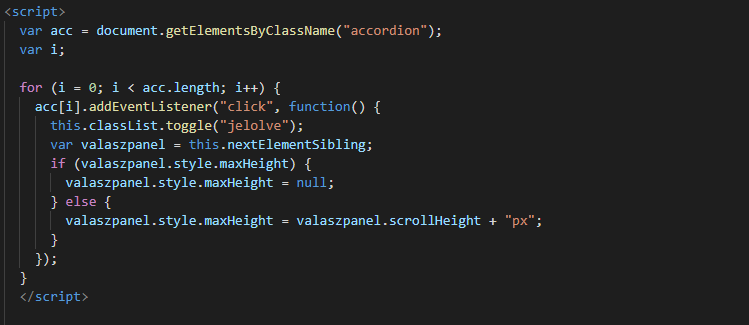 <script>
var acc = document.getElementsByClassName("accordion");
var i;
for (i = 0; i < acc.length; i++) {
acc[i].addEventListener("click", function() {
this.classList.toggle("jelolve");
var valaszpanel = this.nextElementSibling;
if (valaszpanel.style.maxHeight) {
valaszpanel.style.maxHeight = null;
} else {
valaszpanel.style.maxHeight = valaszpanel.scrollHeight + "px";
}
});
}
</script>